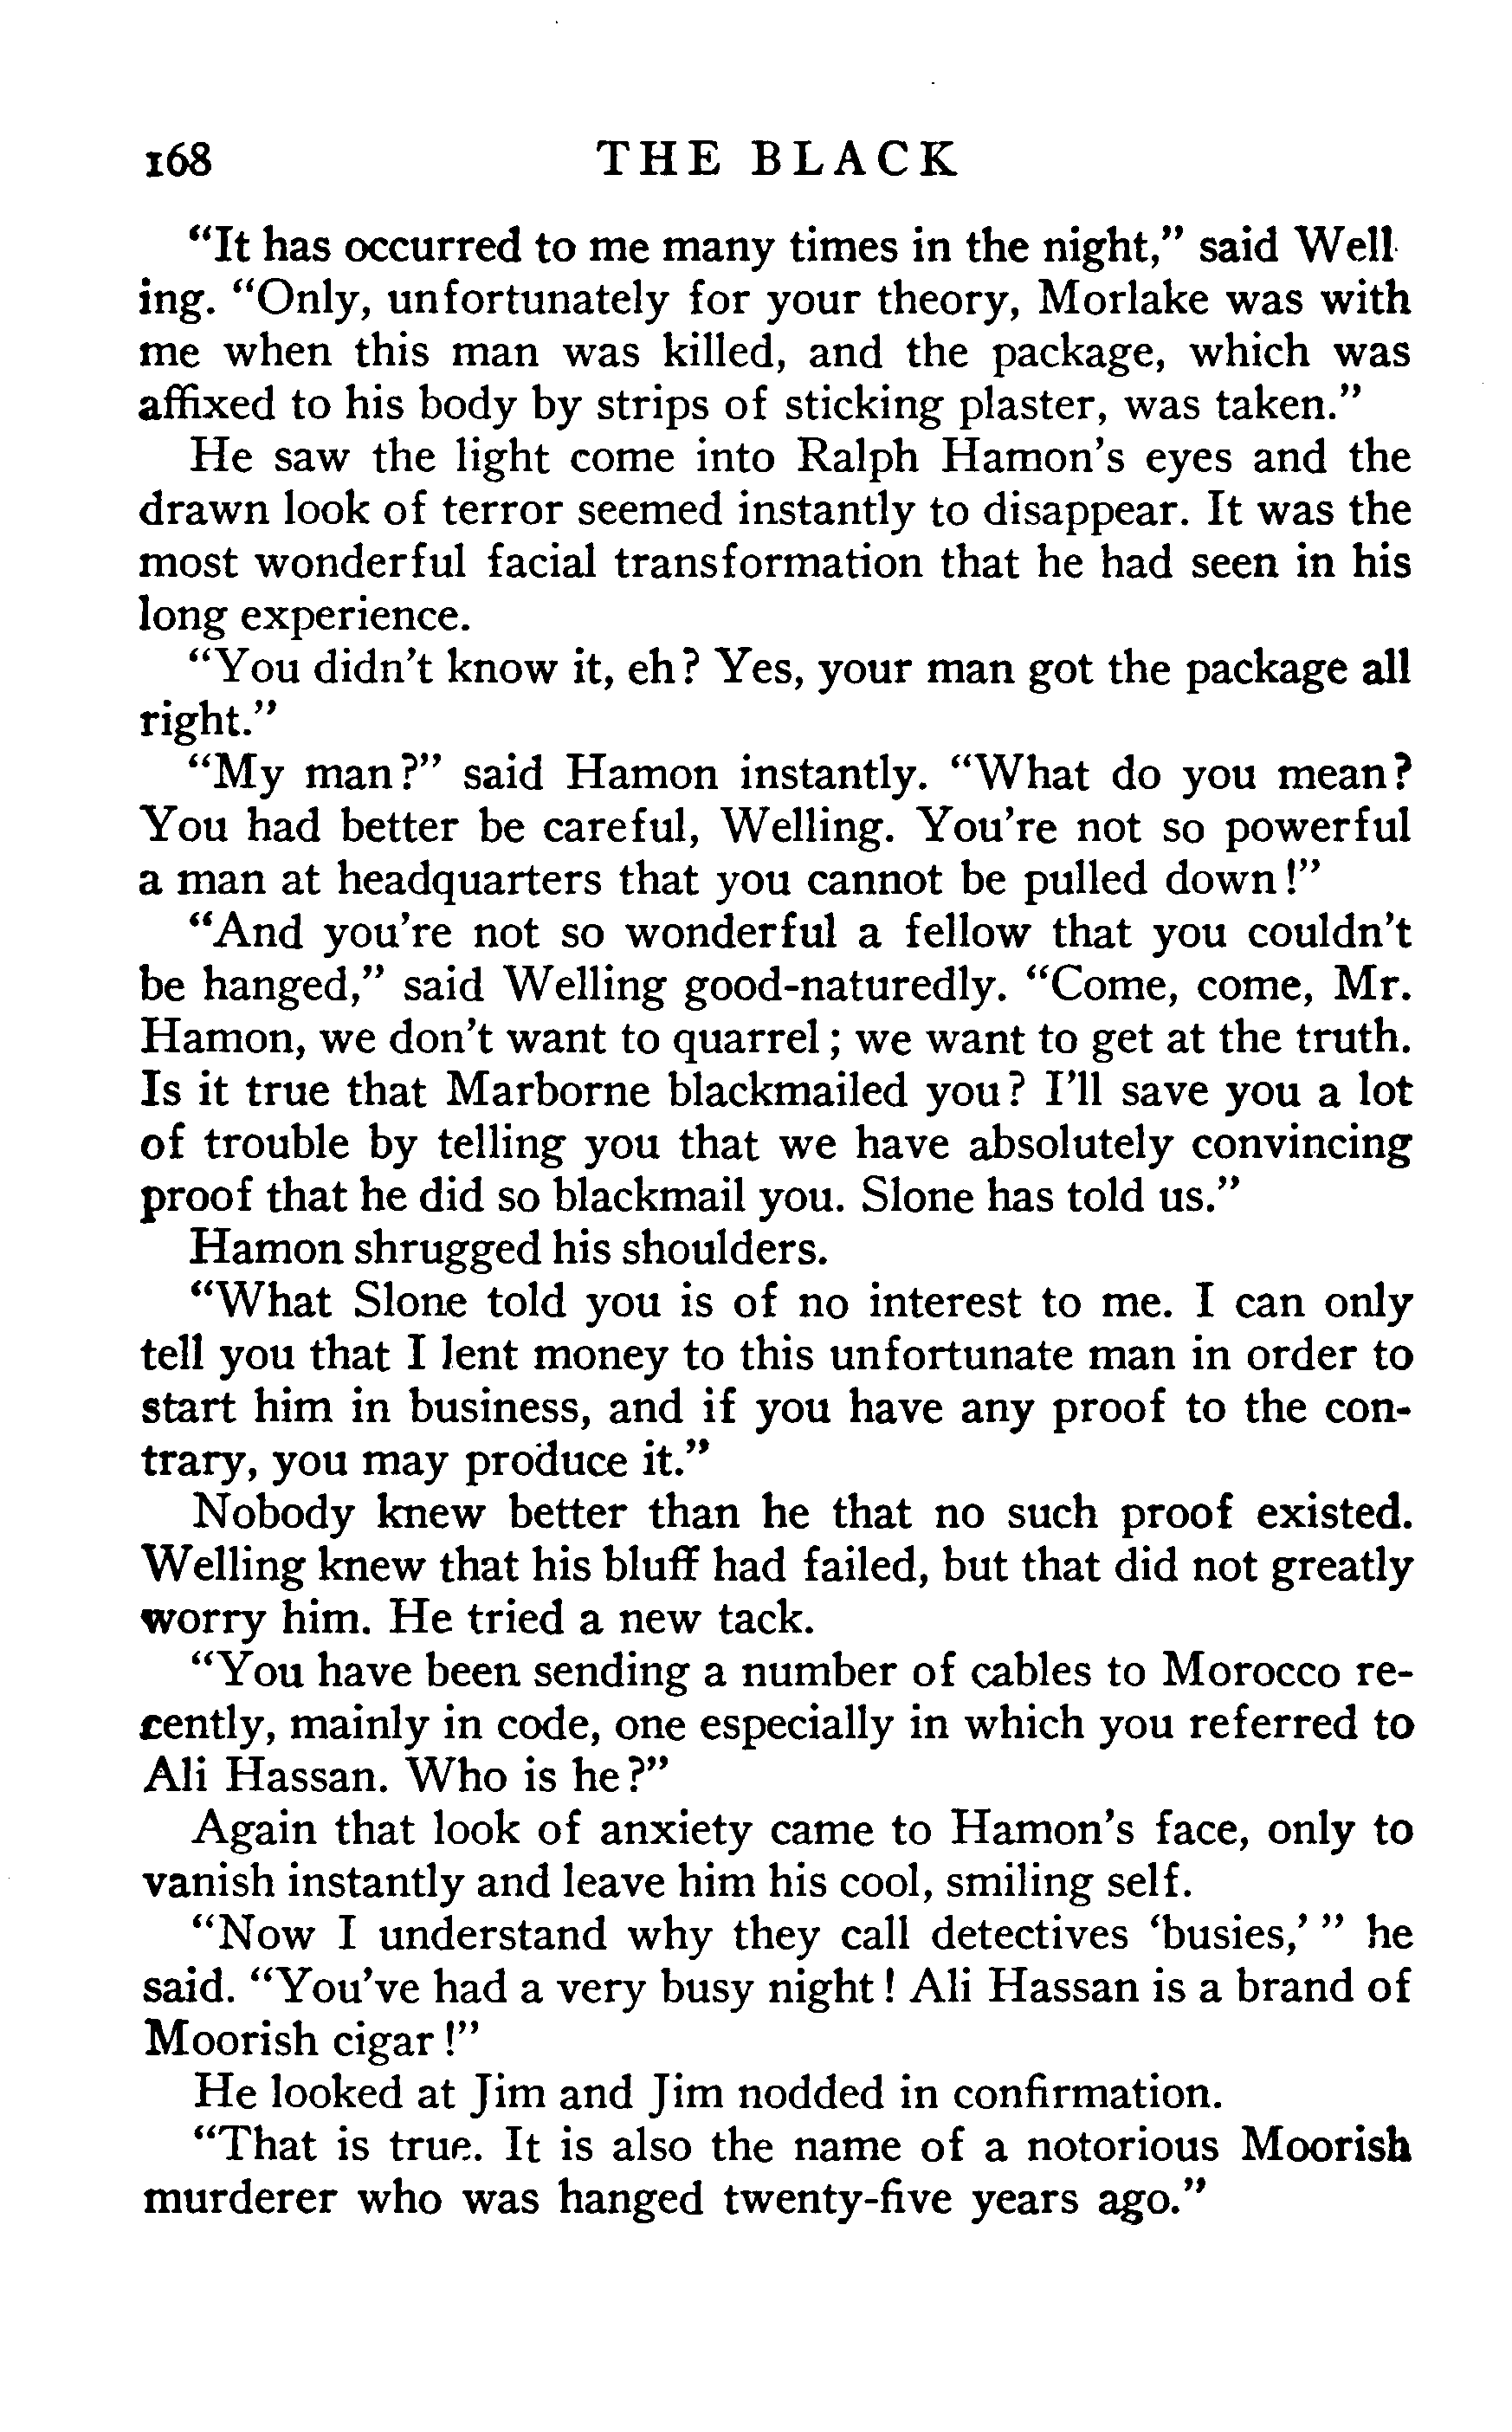 168 THE BLACK
“It has occurred to me many times in the night,” said Well-
ing. “Only, unfortunately for your theory, Morlake was with
me when this man was killed, and the package, which was
affixed to his body by strips of sticking plaster, was taken.”
He saw the light come into Ralph Hamon’s eyes and the
drawn look of terror seemed instantly to disappear. It was the
most wonderful facial transformation that he had seen in his
long experience.
“You didn’t know it, eh? Yes, your man got the package all
right.”
“My man?” said Hamon instantly. “What do you mean?
You had better be careful, Welling. You’re not so powerful
a man at headquarters that you cannot be pulled down!”
“And you’re not so wonderful a fellow that you couldn’t
be hanged,” said Welling good-naturedly. “Come, come, Mr.
Hamon, we don’t want to quarrel; we want to get at the truth.
Is it true that Marborne blackmailed you? I’ll save you a lot
of trouble by telling you that we have absolutely convincing
proof that he did so blackmail you. Slone has told us.”
Hamon shrugged his shoulders.
“What Slone told you is of no interest to me. I can only
tell you that I lent money to this unfortunate man in order to
start him in business, and if you have any proof to the con-
trary, you may produce it.”
Nobody knew better than he that no such proof existed.
Welling knew that his bluff had failed, but that did not greatly
worry him. He tried a new tack.
“You have been sending a number of cables to Morocco re-
cently, mainly in code, one especially in which you referred to
Ali Hassan. Who is he?”
Again that look of anxiety came to Hamon’s face, only to
vanish instantly and leave him his cool, smiling self.
“Now I understand why they call detectives ‘busies,’ ” he
said. “You’ve had a very busy night! Ali Hassan is a brand of
Moorish cigar!”
He looked at Jim and Jim nodded in confirmation.
“That is true. It is also the name of a notorious Moorish
murderer who was hanged twenty-five years ago.”